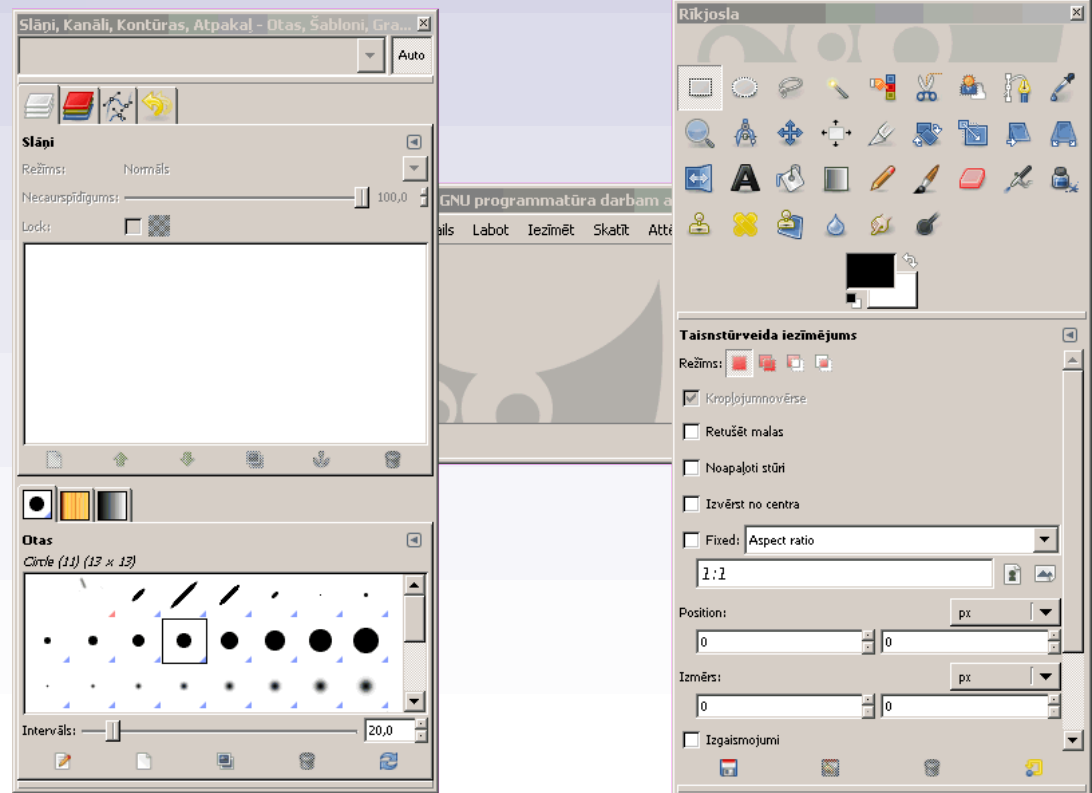 Slāņi, Kanāli, Kontūras, Atpakaļ - Otas, Šabloni, Gra...
Auto
Slāņi
Režīms: Normāls
Necaurspīdīgums: 100,0
Lock:
Otas
Circle (11) (13 x 13)
Intervāls: 20,0
GNU programmatūra darbam a
ails Labot Iezīmēt Skatīt Attē
Rīkjosla
Taisnstūrveida iezīmējums
Režīms:
Kropļojumnovērse
Retušēt malas
Noapaļoti stūri
Izvērst no centra
Fixed: Aspect ratio
1:1
Position: px
0 0
Izmērs: px
0 0
Izgaismojumi